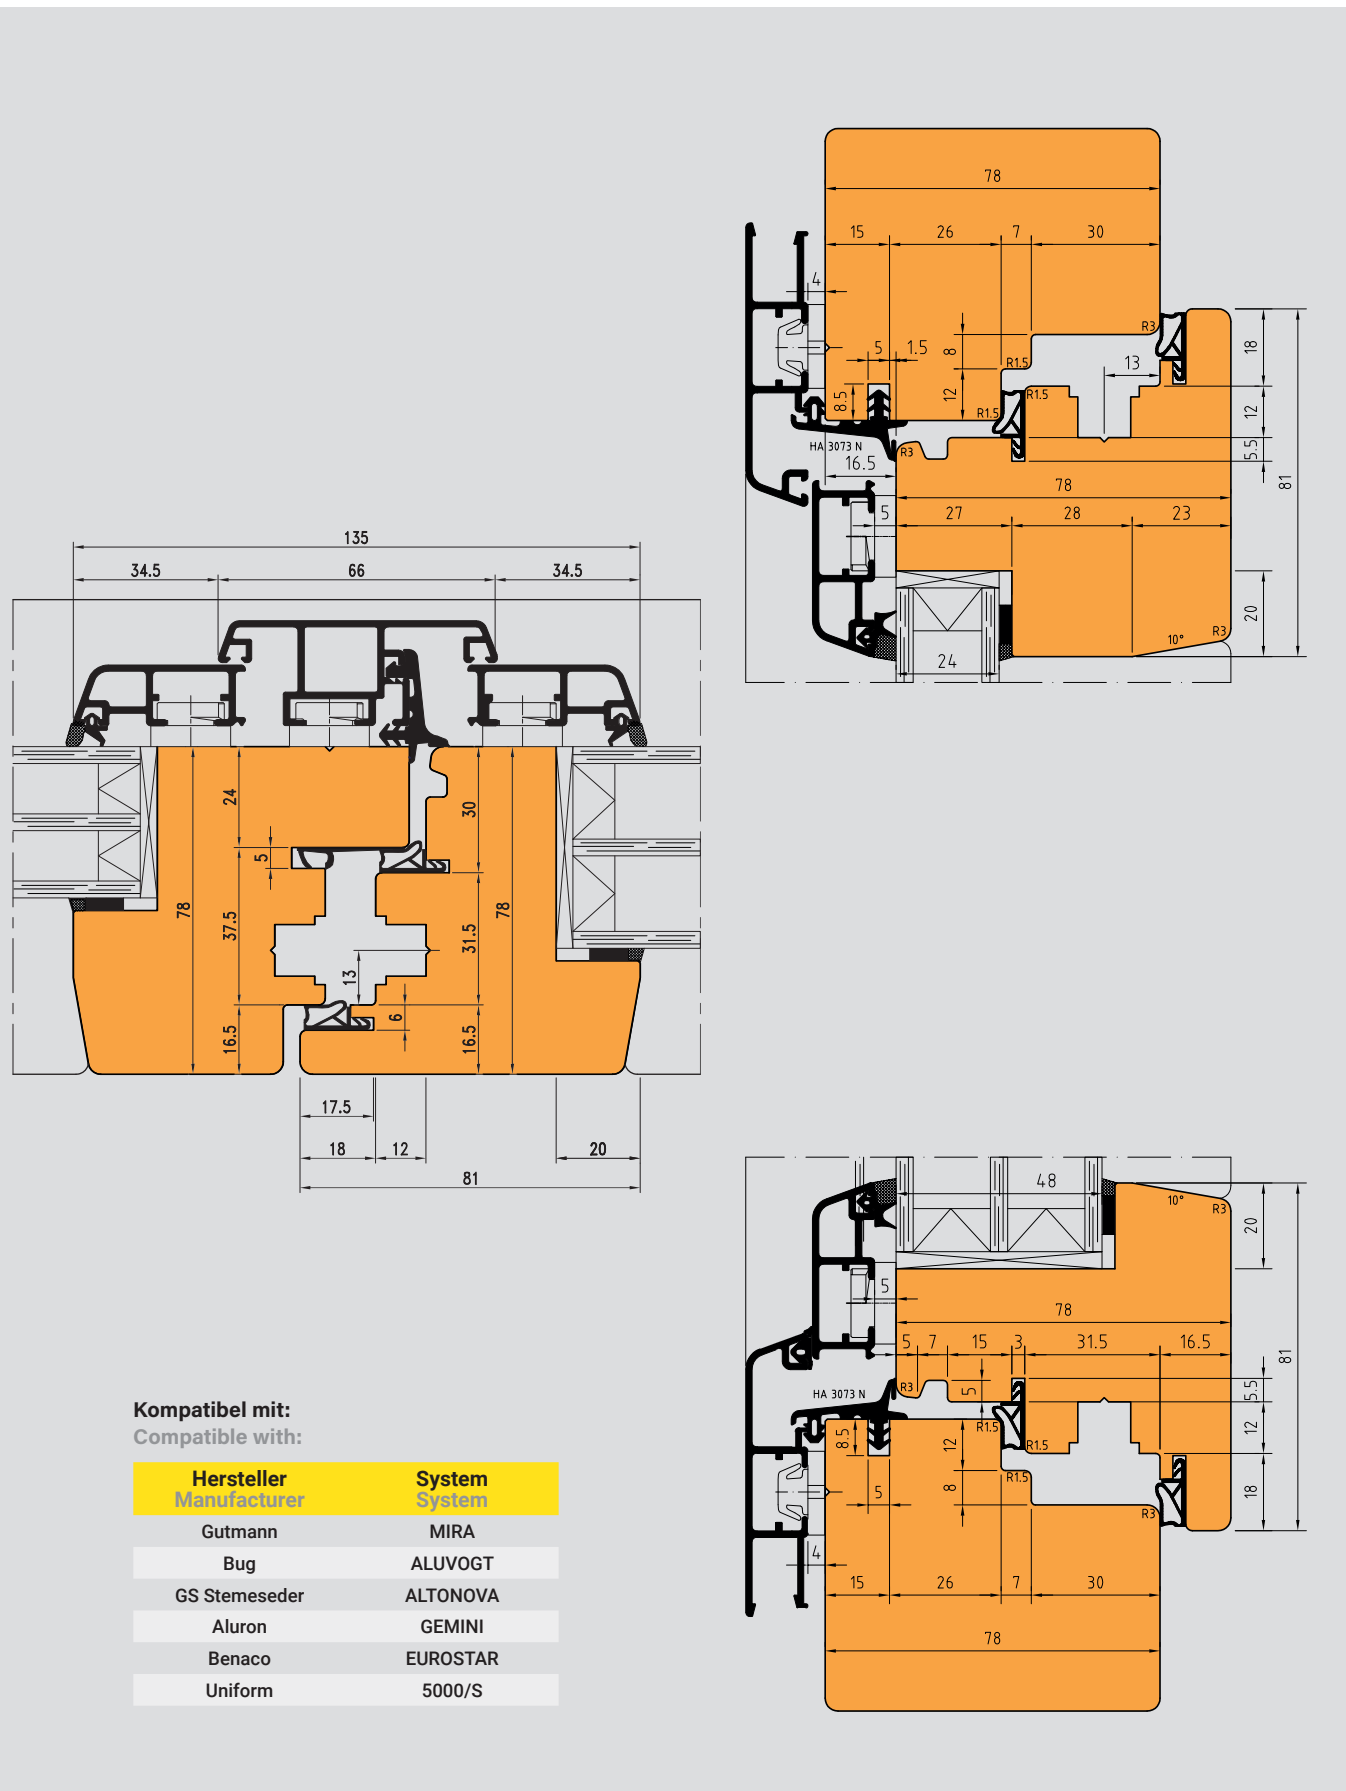 78
15
26
7
30
4
5
1.5
8
R1.5
R3
18
13
8.5
12
R1.5
R1.5
12
HA 3073 N
R3
5.5
16.5
78
81
5
27
28
23
20
10°
R3
24
135
34.5
66
34.5
24
30
5
78
37.5
78
31.5
13
6
16.5
16.5
17.5
18
12
20
81
48
10°
R3
20
5
78
5
7
15
3
31.5
16.5
81
R3
5
5.5
HA 3073 N
8.5
12
R1.5
R1.5
12
R1.5
8
5
R3
18
4
15
26
7
30
78
Kompatibel mit:
Compatible with:
Hersteller System
Manufacturer System
Gutmann MIRA
Bug ALUVOGT
GS Stemeseder ALTONOVA
Aluron GEMINI
Benaco EUROSTAR
Uniform 5000/S